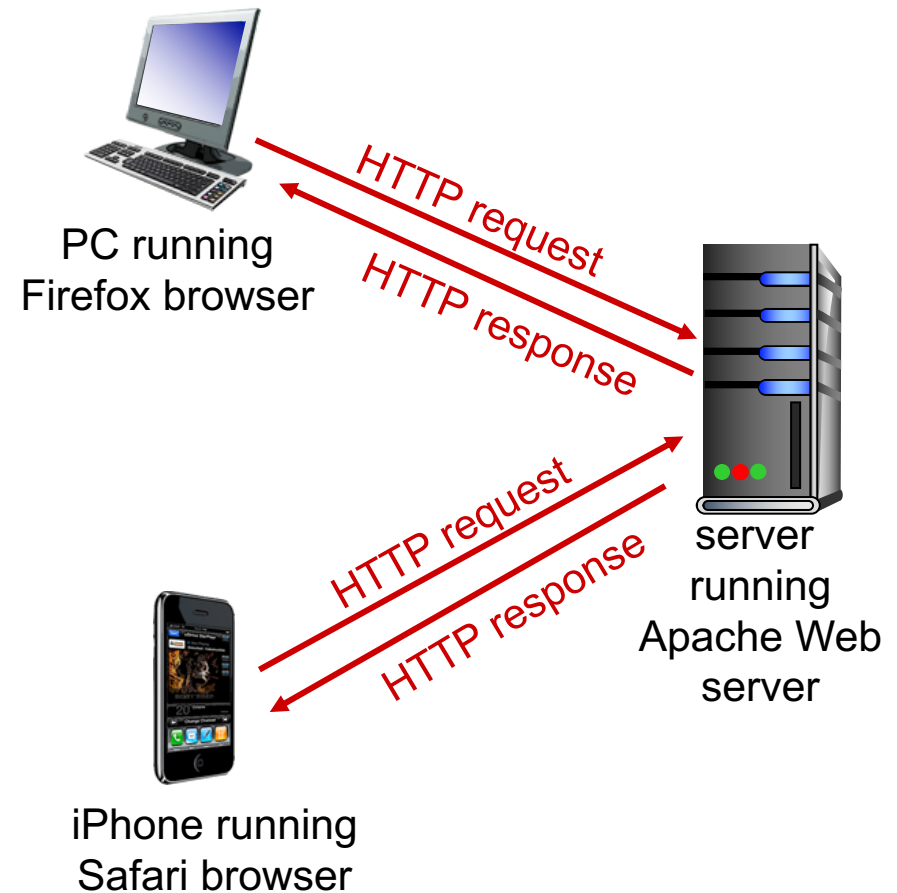 HTTP request
HTTP response
PC running
Firefox browser
HTTP request
HTTP response
server
running
Apache Web
server
iPhone running
Safari browser